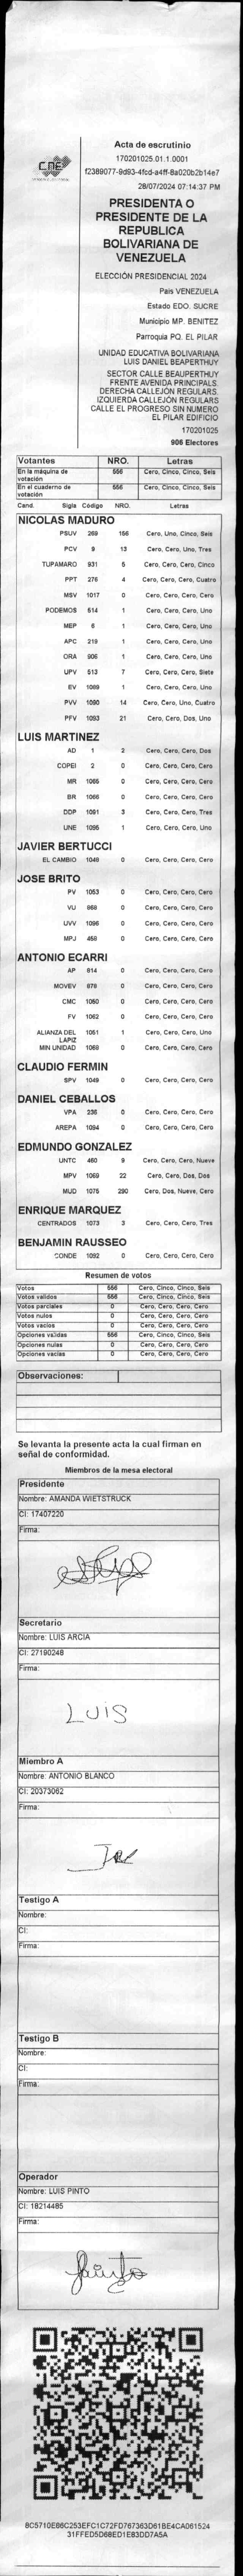 CNE
Acta de escrutinio
170201025.01.1.0001
f2389077-9d93-4fcd-a4ff-8a020b2b14e7
28/07/2024 07:14:37 PM
PRESIDENTA O
PRESIDENTE DE LA
REPUBLICA
BOLIVARIANA DE
VENEZUELA
ELECCIÓN PRESIDENCIAL 2024
Pais VENEZUELA
Estado EDO. SUCRE
Municipio MP. BENITEZ
Parroquia PQ. EL PILAR
UNIDAD EDUCATIVA BOLIVARIANA
LUIS DANIEL BEAPERTHUY
SECTOR CALLE BEAUPERTHUY
FRENTE AVENIDA PRINCIPALS.
DERECHA CALLEJÓN REGULARS.
IZQUIERDA CALLEJÓN REGULARS
CALLE EL PROGRESO SIN NUMERO
EL PILAR EDIFICIO
170201025
906 Electores
Votantes NRO. Letras
En la máquina de votación 556 Cero, Cinco, Cinco, Seis
En el cuaderno de votación 556 Cero, Cinco, Cinco, Seis
Cand. Sigla Código NRO. Letras
NICOLAS MADURO
PSUV 269 156 Cero, Uno, Cinco, Seis
PCV 9 13 Cero, Cero, Uno, Tres
TUPAMARO 931 5 Cero, Cero, Cero, Cinco
PPT 276 4 Cero, Cero, Cero, Cuatro
MSV 1017 0 Cero, Cero, Cero, Cero
PODEMOS 514 1 Cero, Cero, Cero, Uno
MEP 6 1 Cero, Cero, Cero, Uno
APC 219 1 Cero, Cero, Cero, Uno
ORA 906 1 Cero, Cero, Cero, Uno
UPV 513 7 Cero, Cero, Cero, Siete
EV 1089 1 Cero, Cero, Cero, Uno
PVV 1090 14 Cero, Cero, Uno, Cuatro
PFV 1093 21 Cero, Cero, Dos, Uno
LUIS MARTINEZ
AD 1 2 Cero, Cero, Cero, Dos
COPEI 2 0 Cero, Cero, Cero, Cero
MR 1065 0 Cero, Cero, Cero, Cero
BR 1066 0 Cero, Cero, Cero, Cero
DDP 1091 3 Cero, Cero, Cero, Tres
UNE 1095 1 Cero, Cero, Cero, Uno
JAVIER BERTUCCI
EL CAMBIO 1048 0 Cero, Cero, Cero, Cero
JOSE BRITO
PV 1053 0 Cero, Cero, Cero, Cero
VU 868 0 Cero, Cero, Cero, Cero
UVV 1096 0 Cero, Cero, Cero, Cero
MPJ 458 0 Cero, Cero, Cero, Cero
ANTONIO ECARRI
AP 814 0 Cero, Cero, Cero, Cero
MOVEV 878 0 Cero, Cero, Cero, Cero
CMC 1050 0 Cero, Cero, Cero, Cero
FV 1062 0 Cero, Cero, Cero, Cero
ALIANZA DEL LAPIZ 1051 1 Cero, Cero, Cero, Uno
MIN UNIDAD 1069 0 Cero, Cero, Cero, Cero
CLAUDIO FERMIN
SPV 1049 0 Cero, Cero, Cero, Cero
DANIEL CEBALLOS
VPA 236 0 Cero, Cero, Cero, Cero
AREPA 1094 0 Cero, Cero, Cero, Cero
EDMUNDO GONZALEZ
UNTC 460 9 Cero, Cero, Cero, Nueve
MPV 1069 22 Cero, Cero, Dos, Dos
MUD 1075 290 Cero, Dos, Nueve, Cero
ENRIQUE MARQUEZ
CENTRADOS 1073 3 Cero, Cero, Cero, Tres
BENJAMIN RAUSSEO
CONDE 1092 0 Cero, Cero, Cero, Cero
Resumen de votos
Votos 556 Cero, Cinco, Cinco, Seis
Votos validos 556 Cero, Cinco, Cinco, Seis
Votos parciales 0 Cero, Cero, Cero, Cero
Votos nulos 0 Cero, Cero, Cero, Cero
Votos vacios 0 Cero, Cero, Cero, Cero
Opciones validas 556 Cero, Cinco, Cinco, Seis
Opciones nulas 0 Cero, Cero, Cero, Cero
Opciones vacias 0 Cero, Cero, Cero, Cero
Observaciones:
Se levanta la presente acta la cual firman en
señal de conformidad.
Miembros de la mesa electoral
Presidente
Nombre: AMANDA WIETSTRUCK
CI: 17407220
Firma:
Secretario
Nombre: LUIS ARCIA
CI: 27190248
Firma:
LUIS
Miembro A
Nombre: ANTONIO BLANCO
CI: 20373062
Firma:
Testigo A
Nombre:
CI:
Firma:
Testigo B
Nombre:
CI:
Firma:
Operador
Nombre: LUIS PINTO
CI: 18214485
Firma:
8C5710E66C253EFC1C72FD767363D61BE4CA061524
31FFED5D68ED1E83DD7A5A